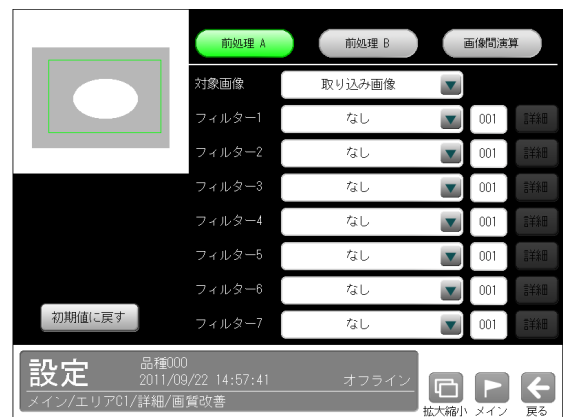 前処理 A 前処理 B 画像間演算
対象画像 取り込み画像
フィルター1 なし 001 詳細
フィルター2 なし 001 詳細
フィルター3 なし 001 詳細
フィルター4 なし 001 詳細
フィルター5 なし 001 詳細
フィルター6 なし 001 詳細
初期値に戻す
フィルター7 なし 001 詳細
設定 品種000
2011/09/22 14:57:41 オフライン
メイン/エリアC1/詳細/画質改善
拡大縮小 メイン 戻る